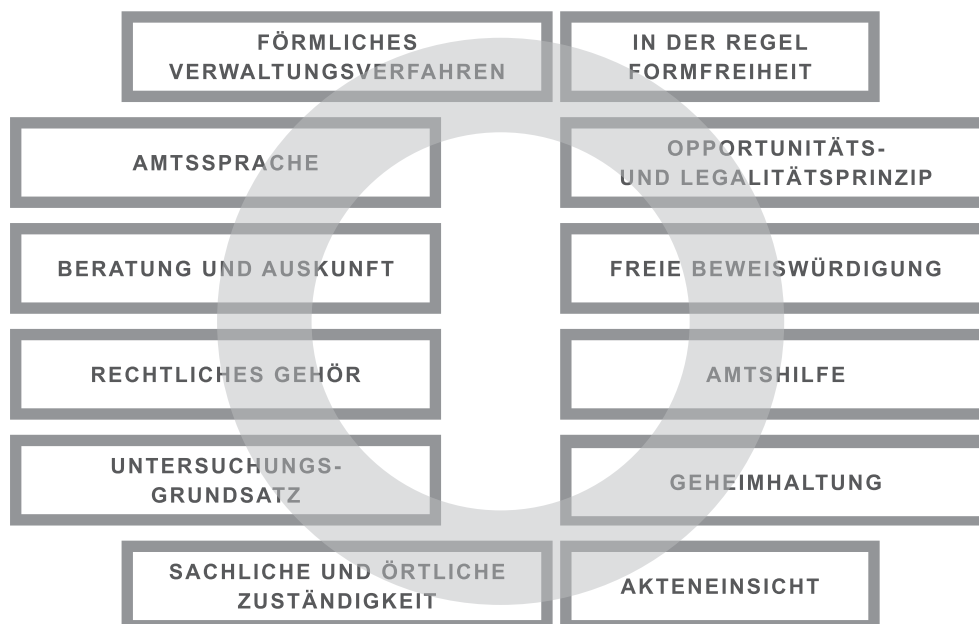 FÖRMLICHES
VERWALTUNGSVERFAHREN
IN DER REGEL
FORMFREIHEIT
AMTSSPRACHE
OPPORTUNITÄTS-
UND LEGALITÄTSPRINZIP
BERATUNG UND AUSKUNFT
FREIE BEWEISWÜRDIGUNG
RECHTLICHES GEHÖR
AMTSHILFE
UNTERSUCHUNGS-
GRUNDSATZ
GEHEIMHALTUNG
SACHLICHE UND ÖRTLICHE
ZUSTÄNDIGKEIT
AKTENEINSICHT